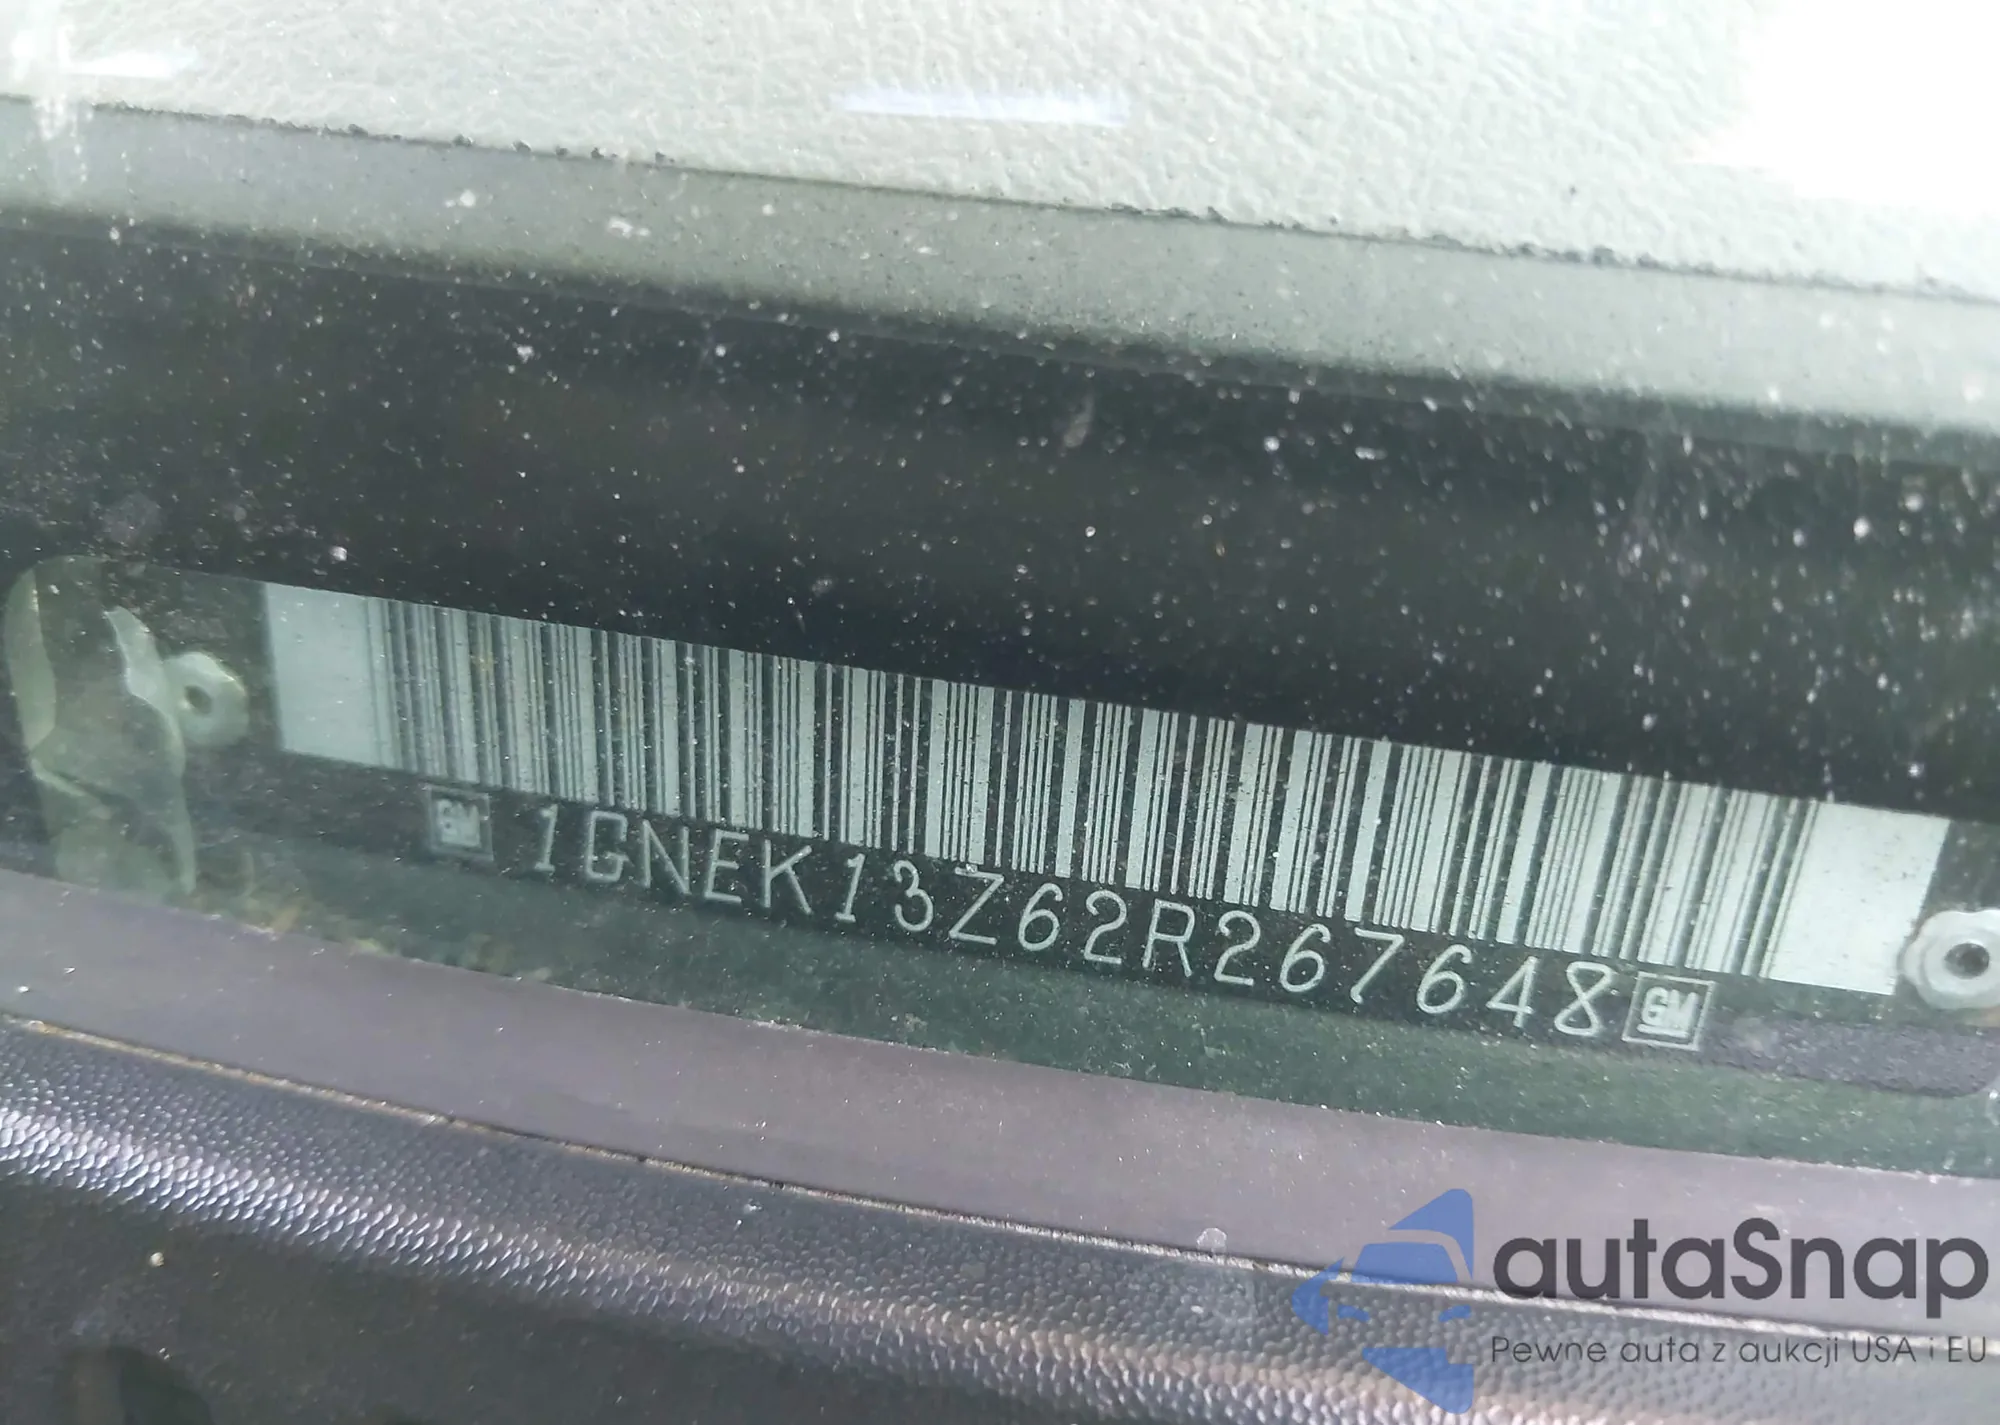 GM 1GNEK13Z62R267648 GM
autaSnap
Pewne auta z aukcji USA i EU